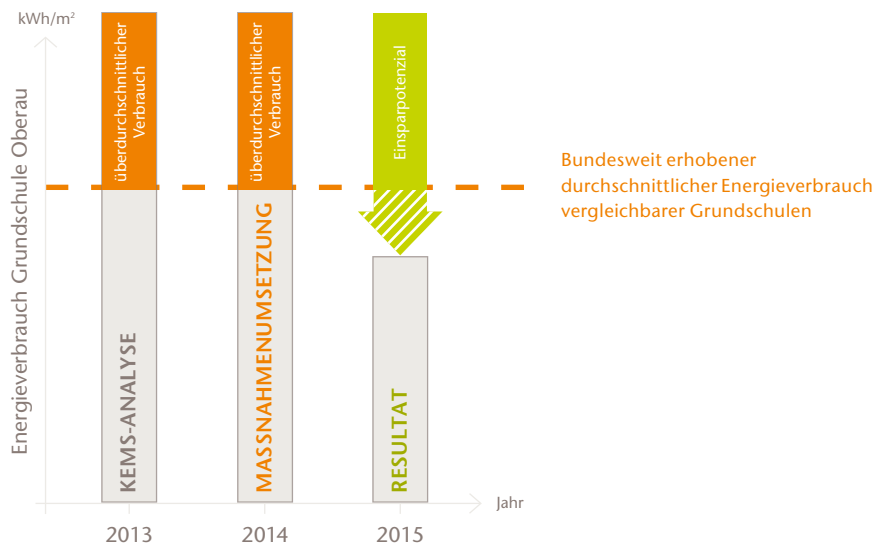 kWh/m²
Energieverbrauch Grundschule Oberau
überdurchschnittlicher
Verbrauch
KEMS-ANALYSE
überdurchschnittlicher
Verbrauch
MASSNAHMENUMSETZUNG
Einsparpotenzial
RESULTAT
Bundesweit erhobener
durchschnittlicher Energieverbrauch
vergleichbarer Grundschulen
Jahr
2013
2014
2015